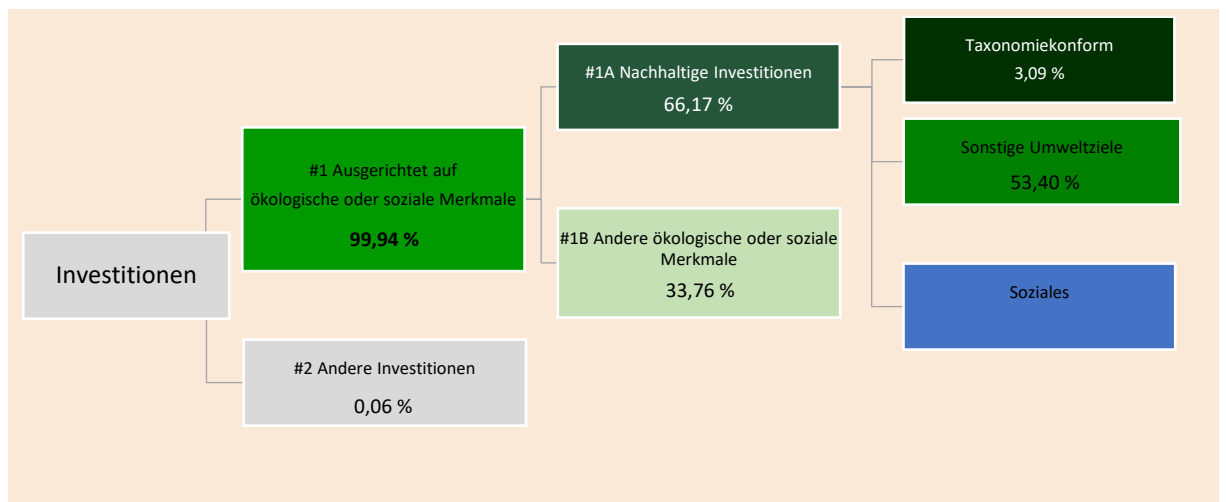 Investitionen
#1 Ausgerichtet auf
ökologische oder soziale Merkmale
99,94 %
#2 Andere Investitionen
0,06 %
#1A Nachhaltige Investitionen
66,17 %
#1B Andere ökologische oder soziale
Merkmale
33,76 %
Taxonomiekonform
3,09 %
Sonstige Umweltziele
53,40 %
Soziales